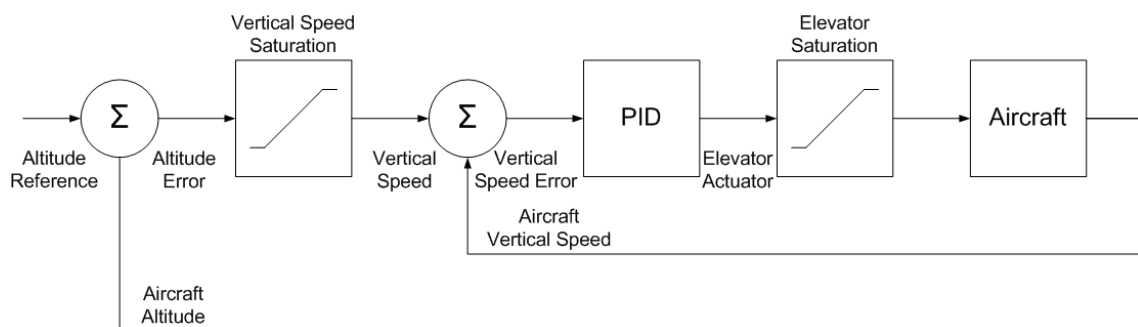 Vertical Speed
Saturation
Elevator
Saturation
Σ
Σ
PID
Aircraft
Altitude
Reference
Altitude
Error
Vertical
Speed
Vertical
Speed Error
Elevator
Actuator
Aircraft
Vertical Speed
Aircraft
Altitude